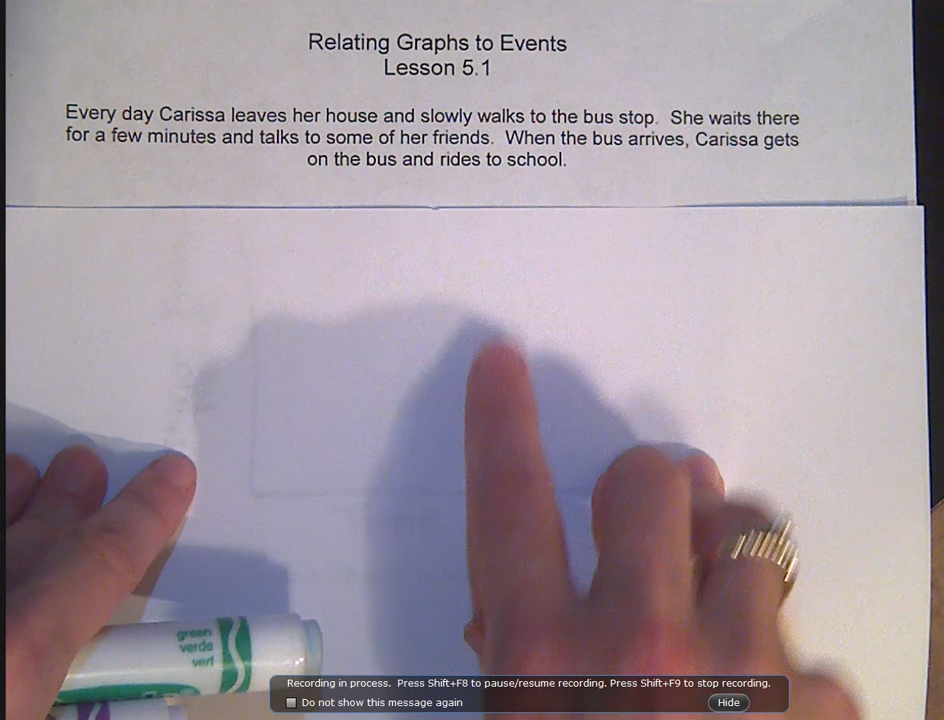 Relating Graphs to Events
Lesson 5.1
Every day Carissa leaves her house and slowly walks to the bus stop. She waits there
for a few minutes and talks to some of her friends. When the bus arrives, Carissa gets
on the bus and rides to school.
green
verde
vert
Recording in process. Press Shift+F8 to pause/resume recording. Press Shift+F9 to stop recording.
Do not show this message again
Hide